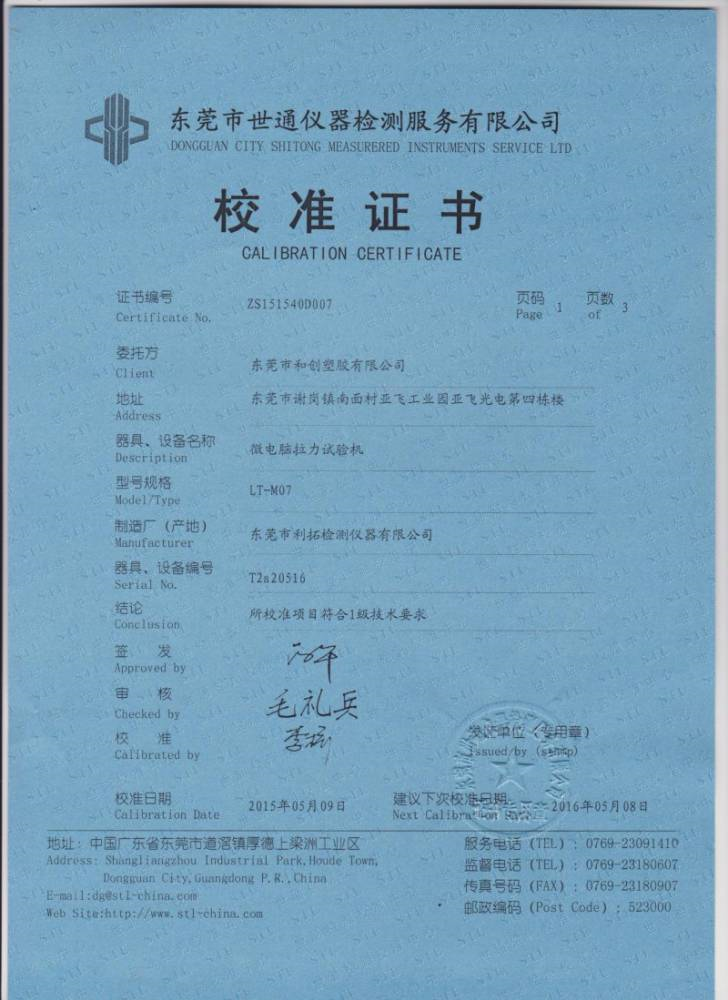 东莞市世通仪器检测服务有限公司
DONGGUAN CITY SHITONG MEASURERED INSTRUMENTS SERVICE LTD
校准证书
CALIBRATION CERTIFICATE
证书编号 ZS151540D007 页码 1 页数 3
Certificate No. Page of
委托方 东莞市和创塑胶有限公司
Client
地址 东莞市谢岗镇南面村亚飞工业园亚飞光电第四栋楼
Address
器具、设备名称 微电脑拉力试验机
Description
型号规格 LT-M07
Model/Type
制造厂（产地） 东莞市利拓检测仪器有限公司
Manufacturer
器具、设备编号 T2a20516
Serial No.
结论 所校准项目符合1级技术要求
Conclusion
签 发
Approved by
审 核 毛礼兵
Checked by
校 准
Calibrated by
发证单位（专用章）
Issued by (stamp)
校准日期 2015年05月09日 建议下次校准日期 2016年05月08日
Calibration Date Next Calibration Date
地址：中国广东省东莞市道滘镇厚德上梁洲工业区 服务电话（TEL）：0769-23091410
Address: Shangliangzhou Industrial Park,Houde Town, 监督电话（TEL）：0769-23180607
Dongguan City,Guangdong P.R.,China 传真号码（FAX）：0769-23180907
E-mail:dg@stl-china.com 邮政编码（Post Code）：523000
Web Site:http://www.stl-china.com